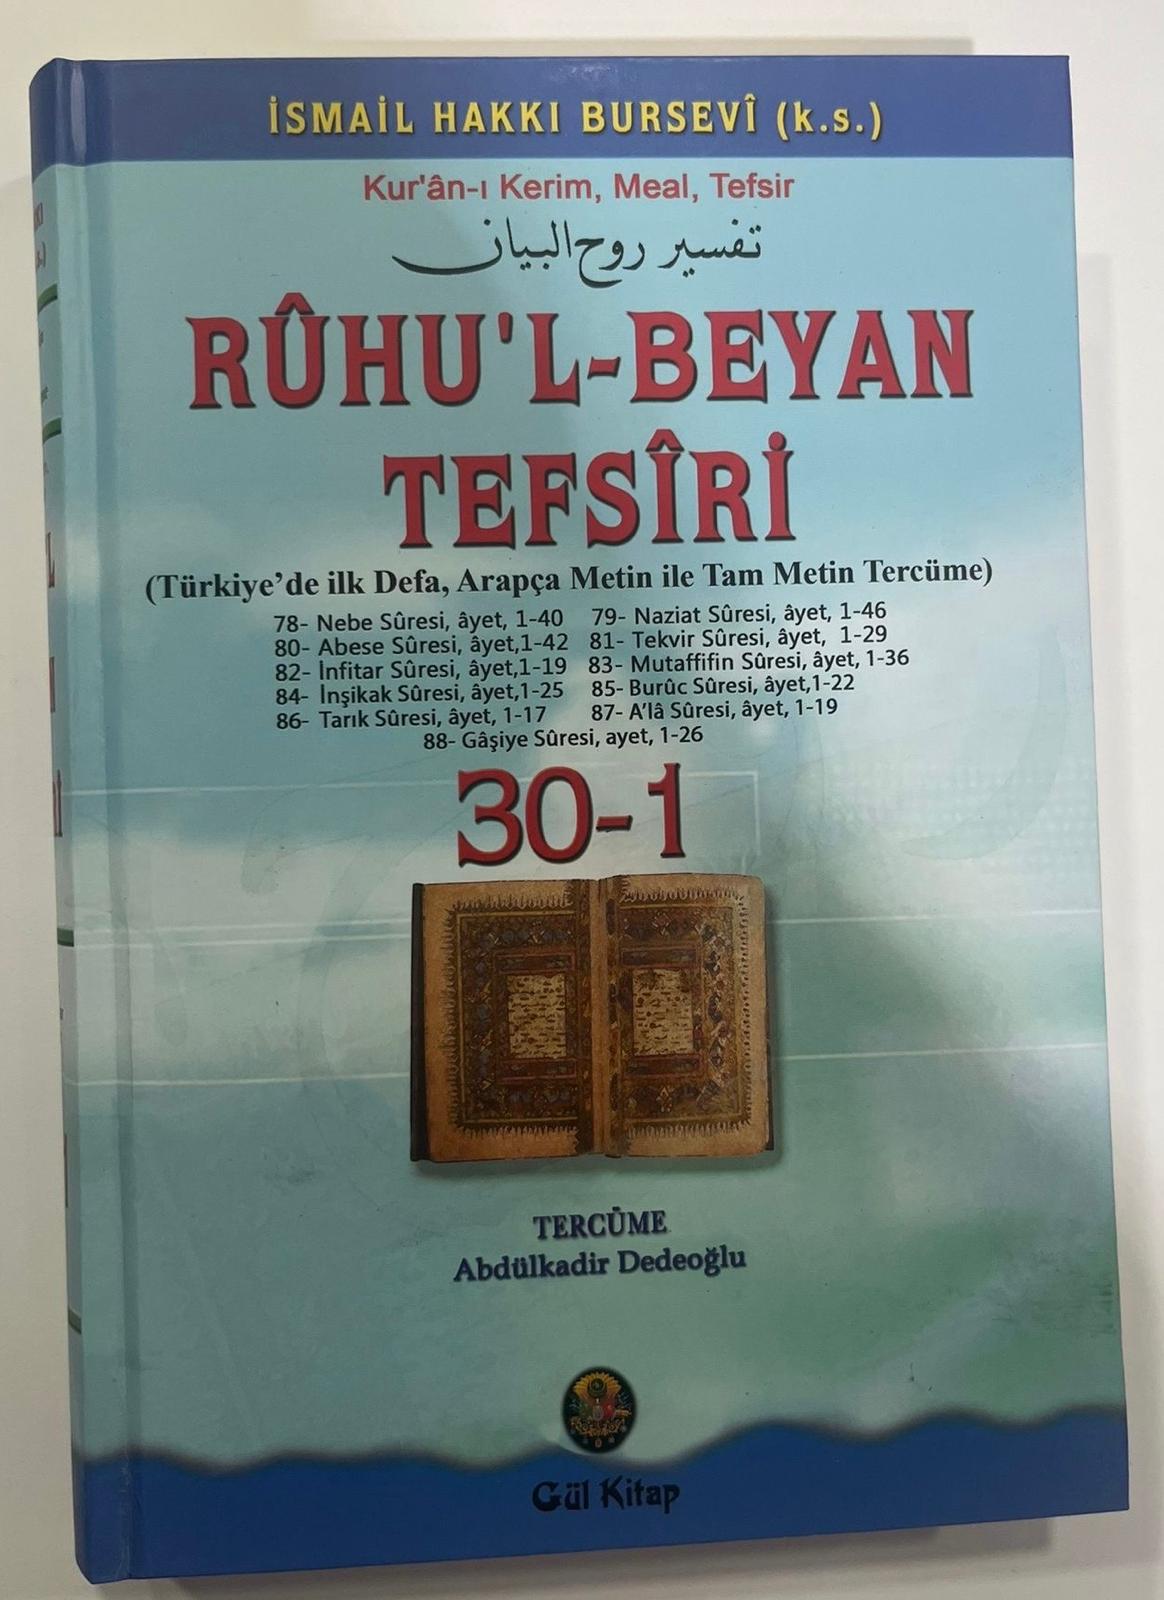 İSMAİL HAKKI BURSEVÎ (k.s.)
Kur'ân-ı Kerim, Meal, Tefsir
تفسير روح البيان
RÛHU'L-BEYAN
TEFSÎRİ
(Türkiye'de ilk Defa, Arapça Metin ile Tam Metin Tercüme)
78- Nebe Sûresi, âyet, 1-40 79- Naziat Sûresi, âyet, 1-46
80- Abese Sûresi, âyet,1-42 81- Tekvir Sûresi, âyet, 1-29
82- İnfitar Sûresi, âyet,1-19 83- Mutaffifin Sûresi, âyet, 1-36
84- İnşikak Sûresi, âyet,1-25 85- Burûc Sûresi, âyet,1-22
86- Tarık Sûresi, âyet, 1-17 87- A'lâ Sûresi, âyet, 1-19
88- Gâşiye Sûresi, ayet, 1-26
30-1
TERCÜME
Abdülkadir Dedeoğlu
Gül Kitap